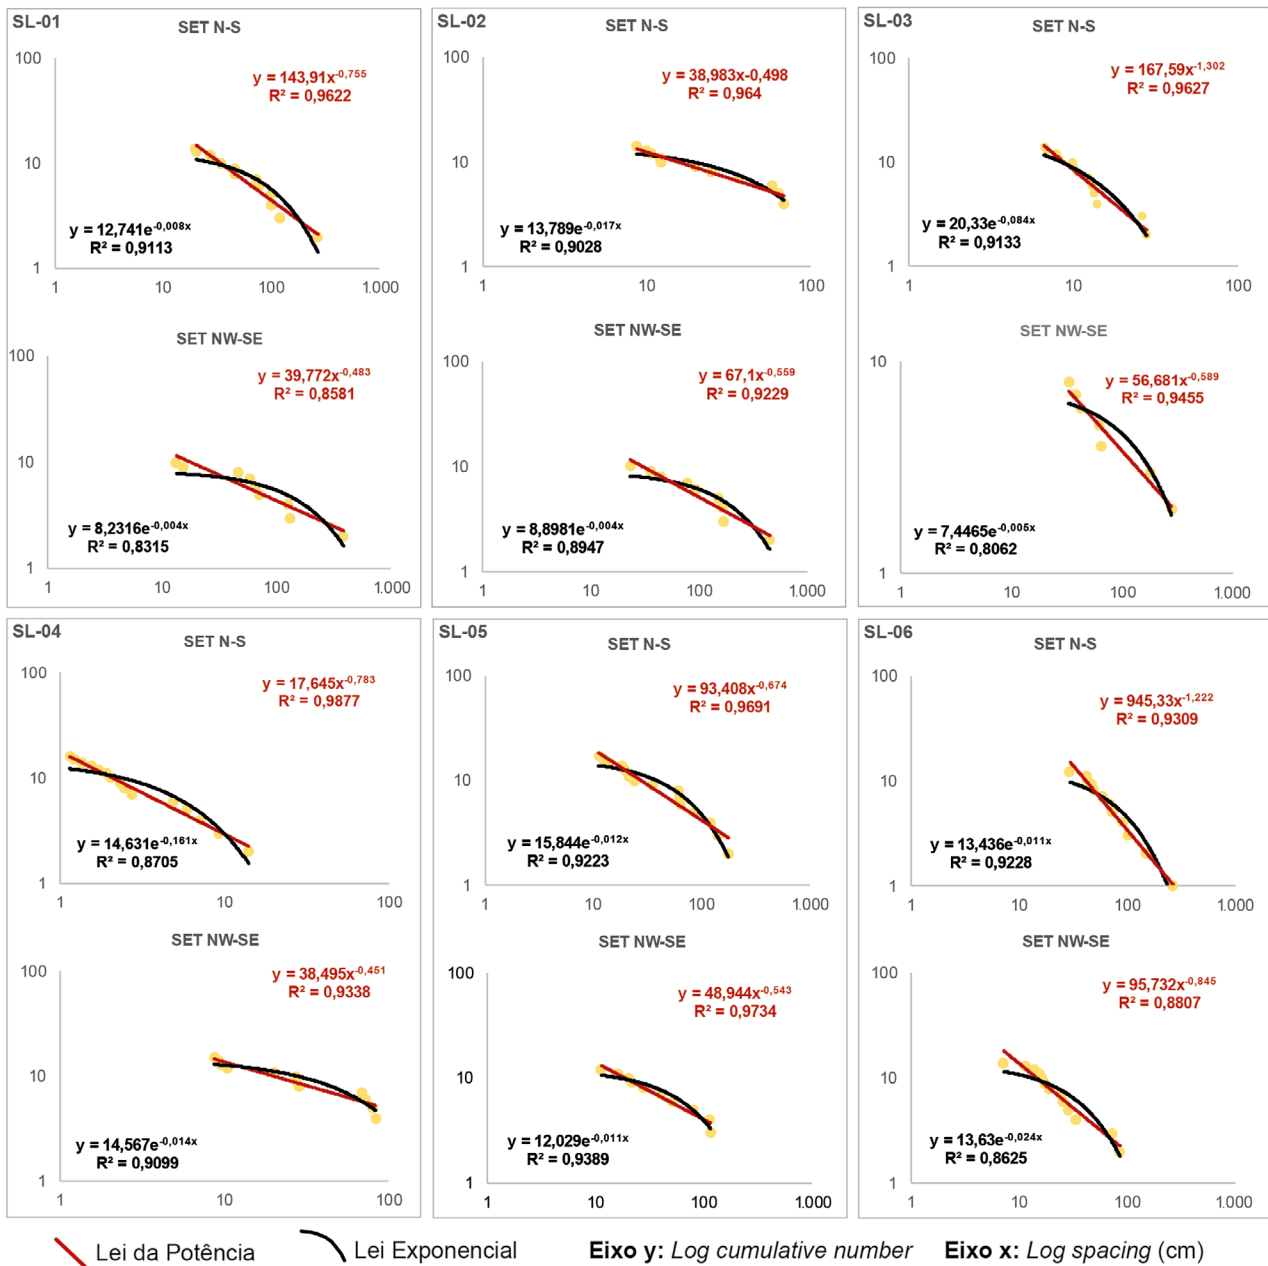 SL-01
SET N-S
100
10
1
y = 143,91x-0,755
R² = 0,9622
y = 12,741e-0,008x
R² = 0,9113
1 10 100 1.000
SET NW-SE
100
10
1
y = 39,772x-0,483
R² = 0,8581
y = 8,2316e-0,004x
R² = 0,8315
1 10 100 1.000
SL-02
SET N-S
100
10
1
y = 38,983x-0,498
R² = 0,964
y = 13,789e-0,017x
R² = 0,9028
1 10 100
SET NW-SE
100
10
1
y = 67,1x-0,559
R² = 0,9229
y = 8,8981e-0,004x
R² = 0,8947
1 10 100 1.000
SL-03
SET N-S
100
10
1
y = 167,59x-1,302
R² = 0,9627
y = 20,33e-0,084x
R² = 0,9133
1 10 100
SET NW-SE
10
1
y = 56,681x-0,589
R² = 0,9455
y = 7,4465e-0,005x
R² = 0,8062
1 10 100 1.000
SL-04
SET N-S
100
10
1
y = 17,645x-0,783
R² = 0,9877
y = 14,631e-0,161x
R² = 0,8705
1 10 100
SET NW-SE
100
10
1
y = 38,495x-0,451
R² = 0,9338
y = 14,567e-0,014x
R² = 0,9099
1 10 100
SL-05
SET N-S
100
10
1
y = 93,408x-0,674
R² = 0,9691
y = 15,844e-0,012x
R² = 0,9223
1 10 100 1.000
SET NW-SE
100
10
1
y = 48,944x-0,543
R² = 0,9734
y = 12,029e-0,011x
R² = 0,9389
1 10 100 1.000
SL-06
SET N-S
100
10
1
y = 945,33x-1,222
R² = 0,9309
y = 13,436e-0,011x
R² = 0,9228
1 10 100 1.000
SET NW-SE
100
10
1
y = 95,732x-0,845
R² = 0,8807
y = 13,63e-0,024x
R² = 0,8625
1 10 100 1.000
Lei da Potência Lei Exponencial Eixo y: Log cumulative number Eixo x: Log spacing (cm)